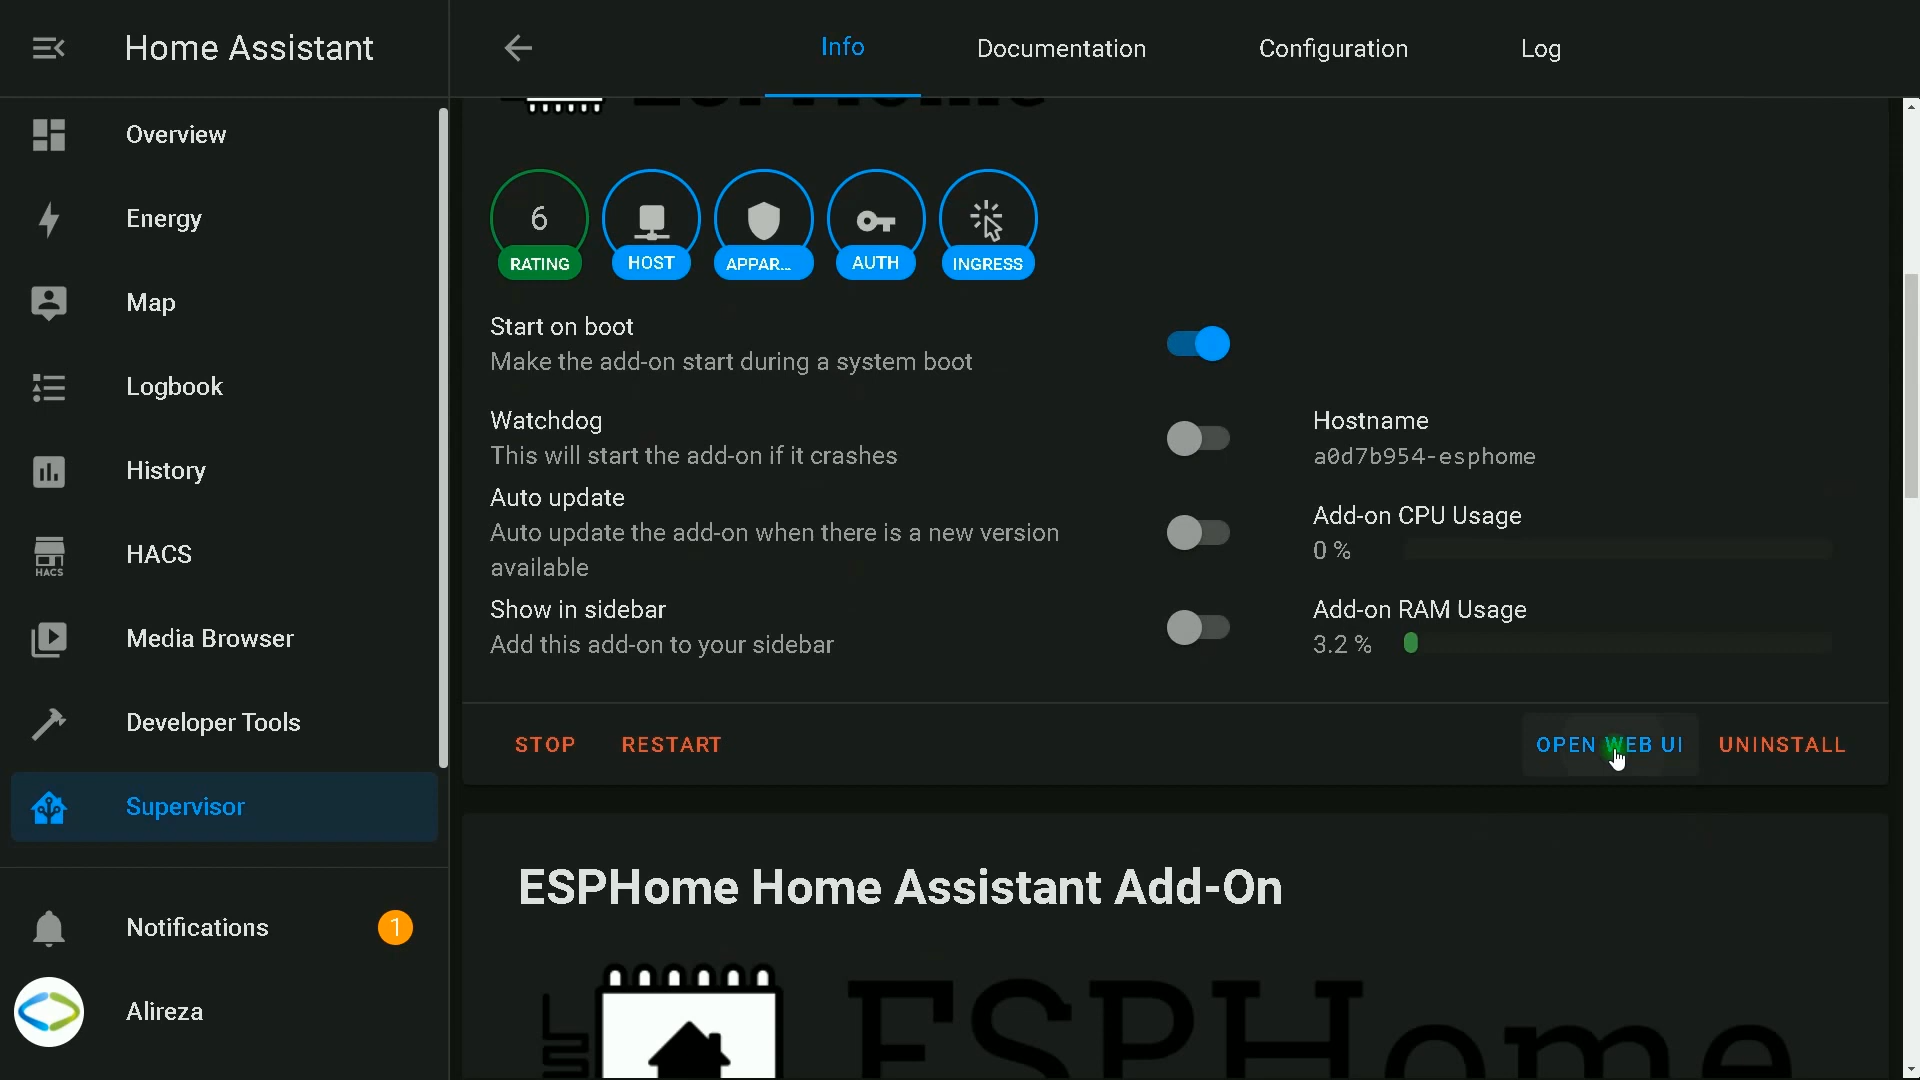 Home Assistant
Info
Documentation
Configuration
Log
Overview
Energy
Map
Logbook
History
HACS
HACS
Media Browser
Developer Tools
Supervisor
Notifications
1
Alireza
ESPHome
6
RATING
HOST
APPAR...
AUTH
INGRESS
Start on boot
Make the add-on start during a system boot
Watchdog
This will start the add-on if it crashes
Auto update
Auto update the add-on when there is a new version
available
Show in sidebar
Add this add-on to your sidebar
Hostname
a0d7b954-esphome
Add-on CPU Usage
0 %
Add-on RAM Usage
3.2 %
STOP
RESTART
OPEN WEB UI
UNINSTALL
ESPHome Home Assistant Add-On
ESPHome